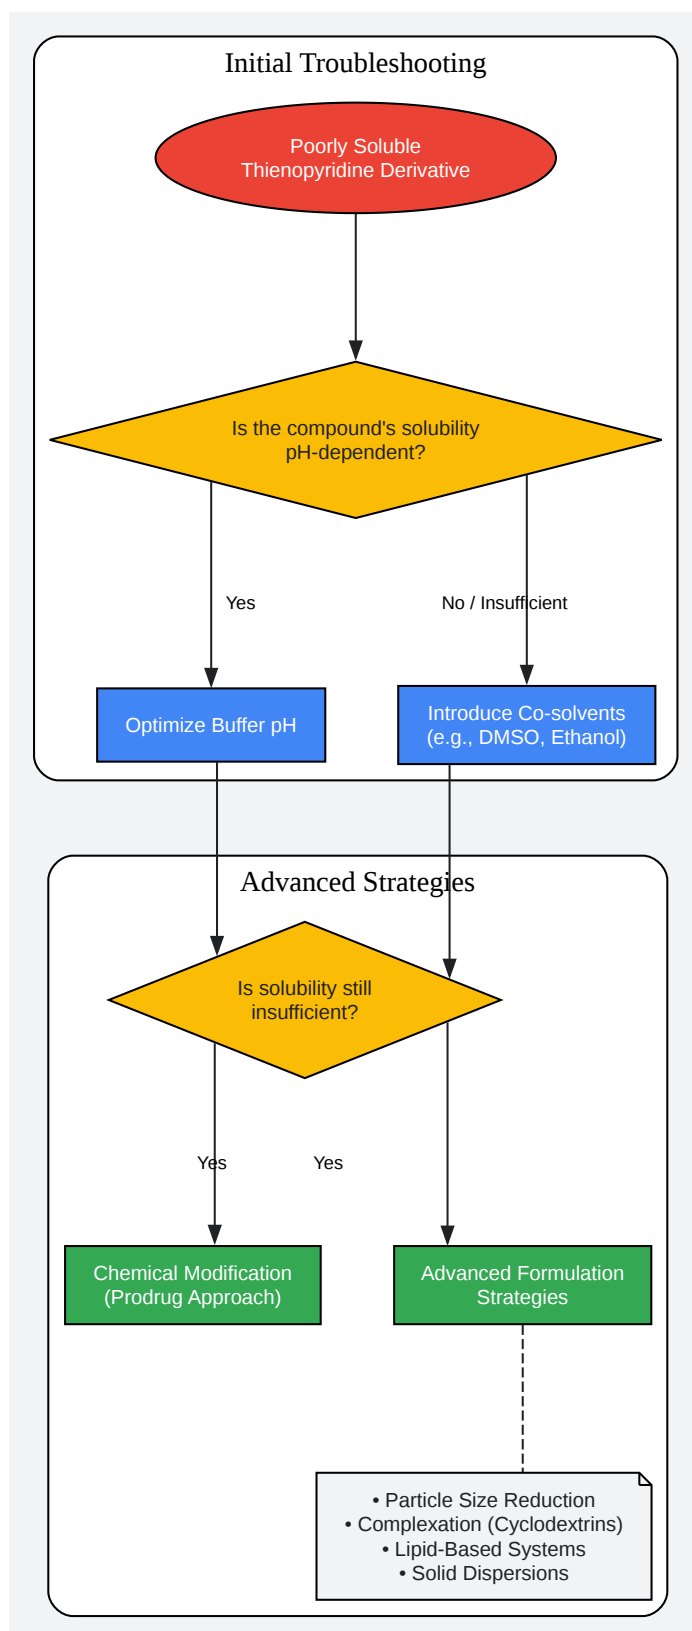 Initial Troubleshooting
Poorly Soluble
Thienopyridine Derivative
Is the compound's solubility
pH-dependent?
Yes
No / Insufficient
Optimize Buffer pH
Introduce Co-solvents
(e.g., DMSO, Ethanol)
Advanced Strategies
Is solubility still
insufficient?
Yes
Yes
Chemical Modification
(Prodrug Approach)
Advanced Formulation
Strategies
• Particle Size Reduction
• Complexation (Cyclodextrins)
• Lipid-Based Systems
• Solid Dispersions